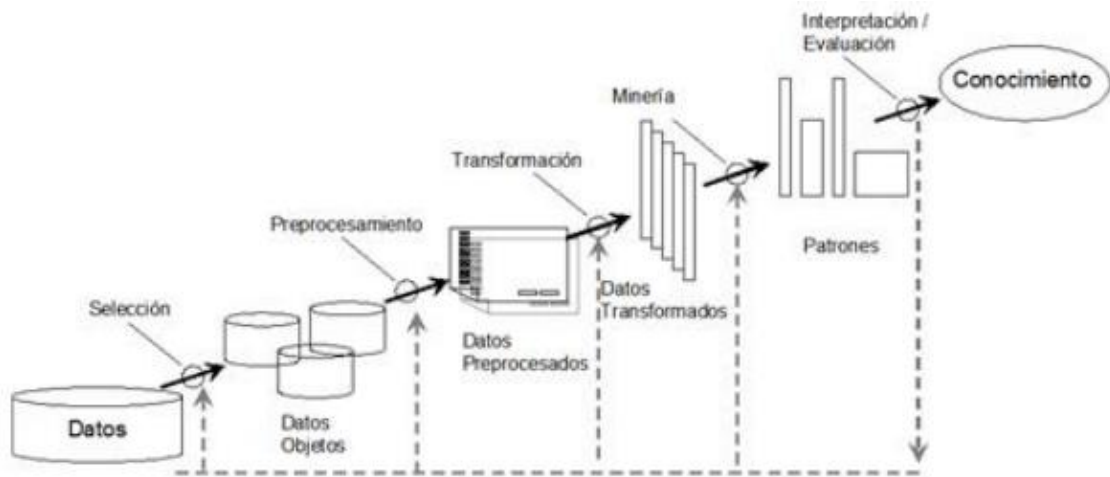 Interpretación /
Evaluación
Conocimiento
Minería
Transformación
Patrones
Preprocesamiento
Datos
Transformados
Selección
Datos
Preprocesados
Datos
Objetos
Datos